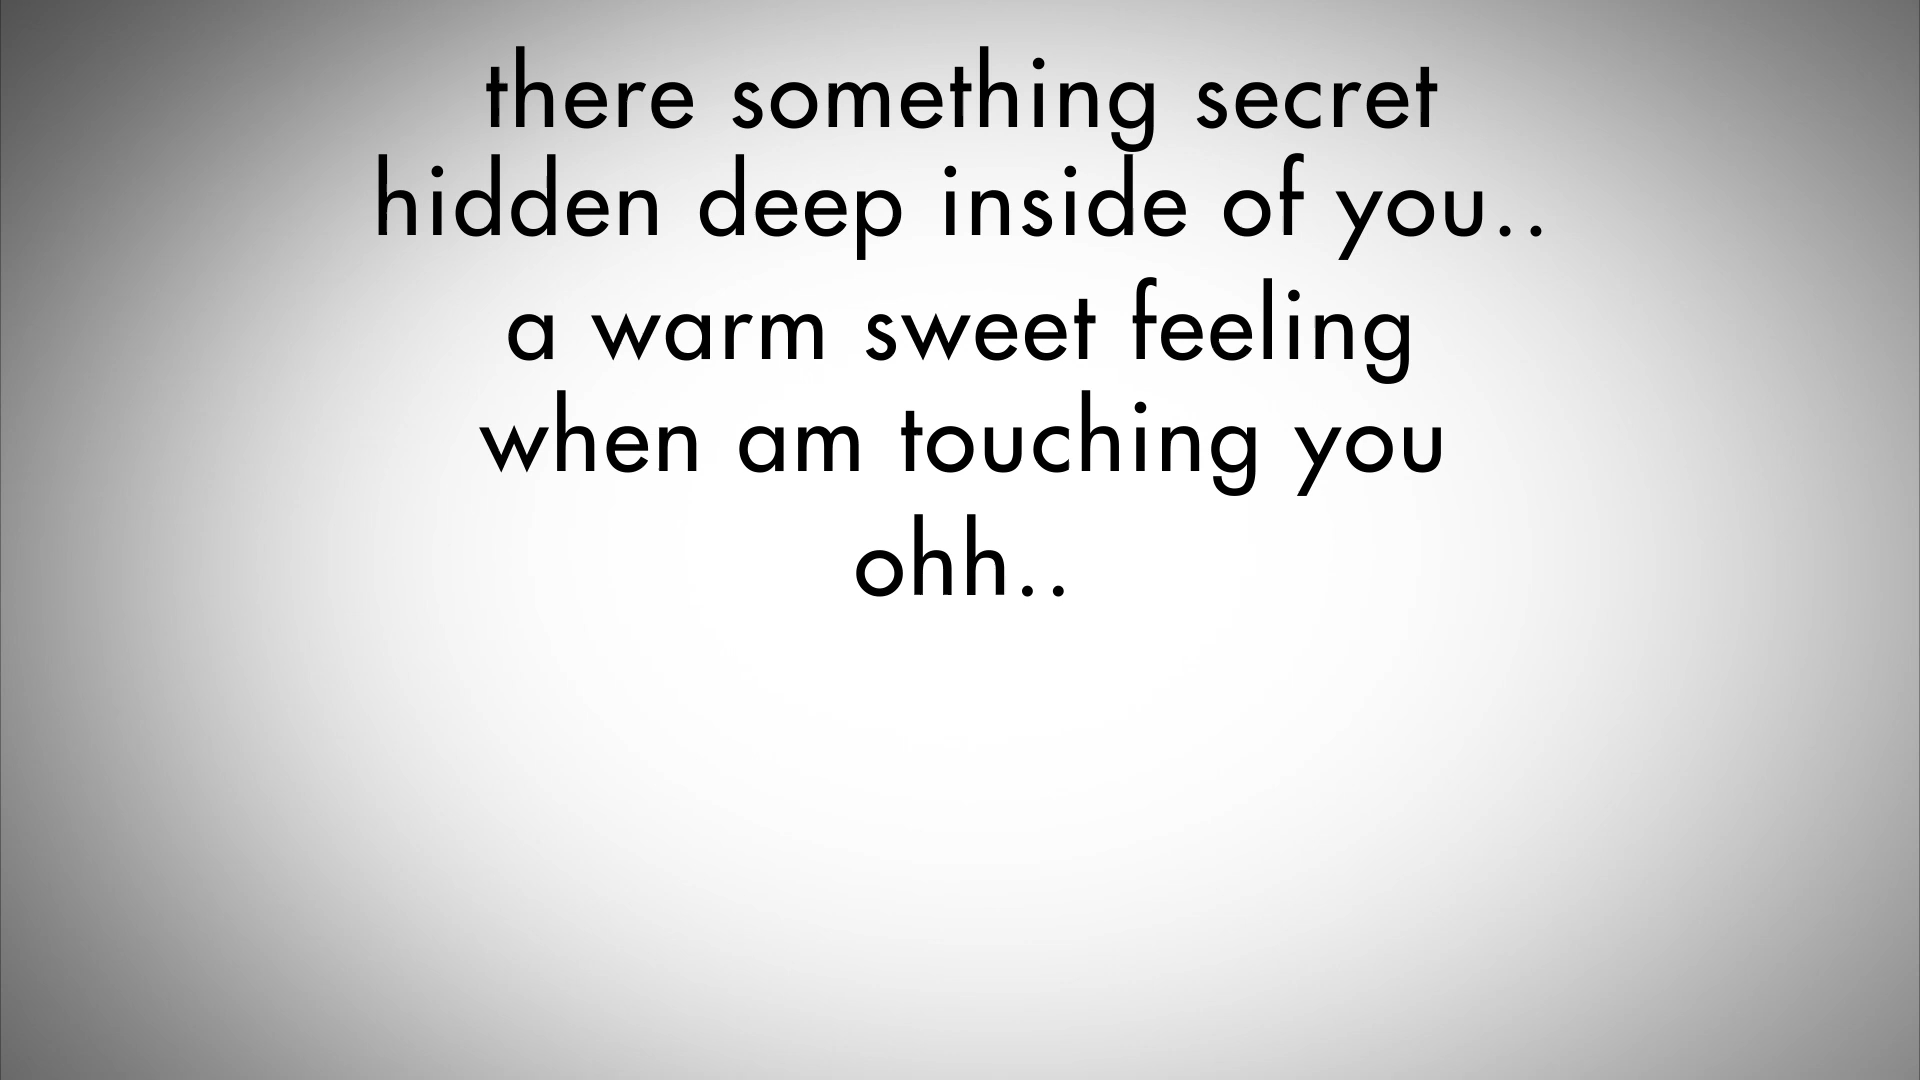 there something secret
hidden deep inside of you..
a warm sweet feeling
when am touching you
ohh..